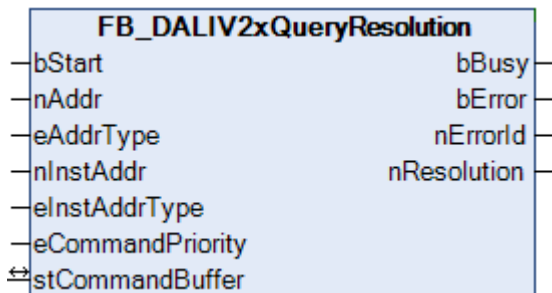 FB_DALIV2xQueryResolution
bStart bBusy
nAddr bError
eAddrType nErrorId
nInstAddr nResolution
eInstAddrType
eCommandPriority
stCommandBuffer